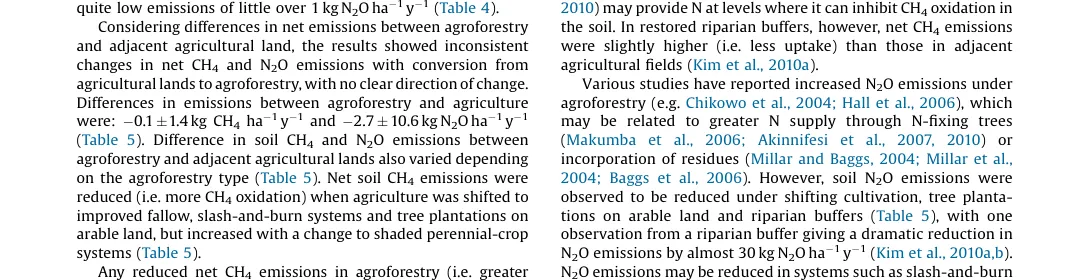 quite low emissions of little over 1 kg N₂O ha⁻¹ y⁻¹ (Table 4).
Considering differences in net emissions between agroforestry
and adjacent agricultural land, the results showed inconsistent
changes in net CH₄ and N₂O emissions with conversion from
agricultural lands to agroforestry, with no clear direction of change.
Differences in emissions between agroforestry and agriculture
were: −0.1 ± 1.4 kg CH₄ ha⁻¹ y⁻¹ and −2.7 ± 10.6 kg N₂O ha⁻¹ y⁻¹
(Table 5). Difference in soil CH₄ and N₂O emissions between
agroforestry and adjacent agricultural lands also varied depending
on the agroforestry type (Table 5). Net soil CH₄ emissions were
reduced (i.e. more CH₄ oxidation) when agriculture was shifted to
improved fallow, slash-and-burn systems and tree plantations on
arable land, but increased with a change to shaded perennial-crop
systems (Table 5).
Any reduced net CH₄ emissions in agroforestry (i.e. greater
2010) may provide N at levels where it can inhibit CH₄ oxidation in
the soil. In restored riparian buffers, however, net CH₄ emissions
were slightly higher (i.e. less uptake) than those in adjacent
agricultural fields (Kim et al., 2010a).
Various studies have reported increased N₂O emissions under
agroforestry (e.g. Chikowo et al., 2004; Hall et al., 2006), which
may be related to greater N supply through N-fixing trees
(Makumba et al., 2006; Akinnifesi et al., 2007, 2010) or
incorporation of residues (Millar and Baggs, 2004; Millar et al.,
2004; Baggs et al., 2006). However, soil N₂O emissions were
observed to be reduced under shifting cultivation, tree planta-
tions on arable land and riparian buffers (Table 5), with one
observation from a riparian buffer giving a dramatic reduction in
N₂O emissions by almost 30 kg N₂O ha⁻¹ y⁻¹ (Kim et al., 2010a,b).
N₂O emissions may be reduced in systems such as slash-and-burn